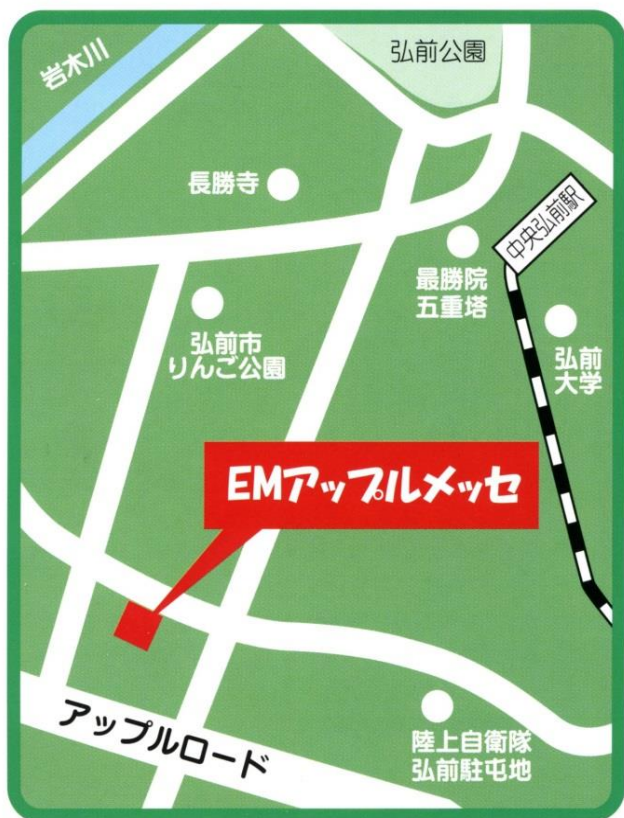 岩木川
弘前公園
長勝寺
中央弘前駅
最勝院
五重塔
弘前市
りんご公園
弘前
大学
EMアップルメッセ
アップルロード
陸上自衛隊
弘前駐屯地